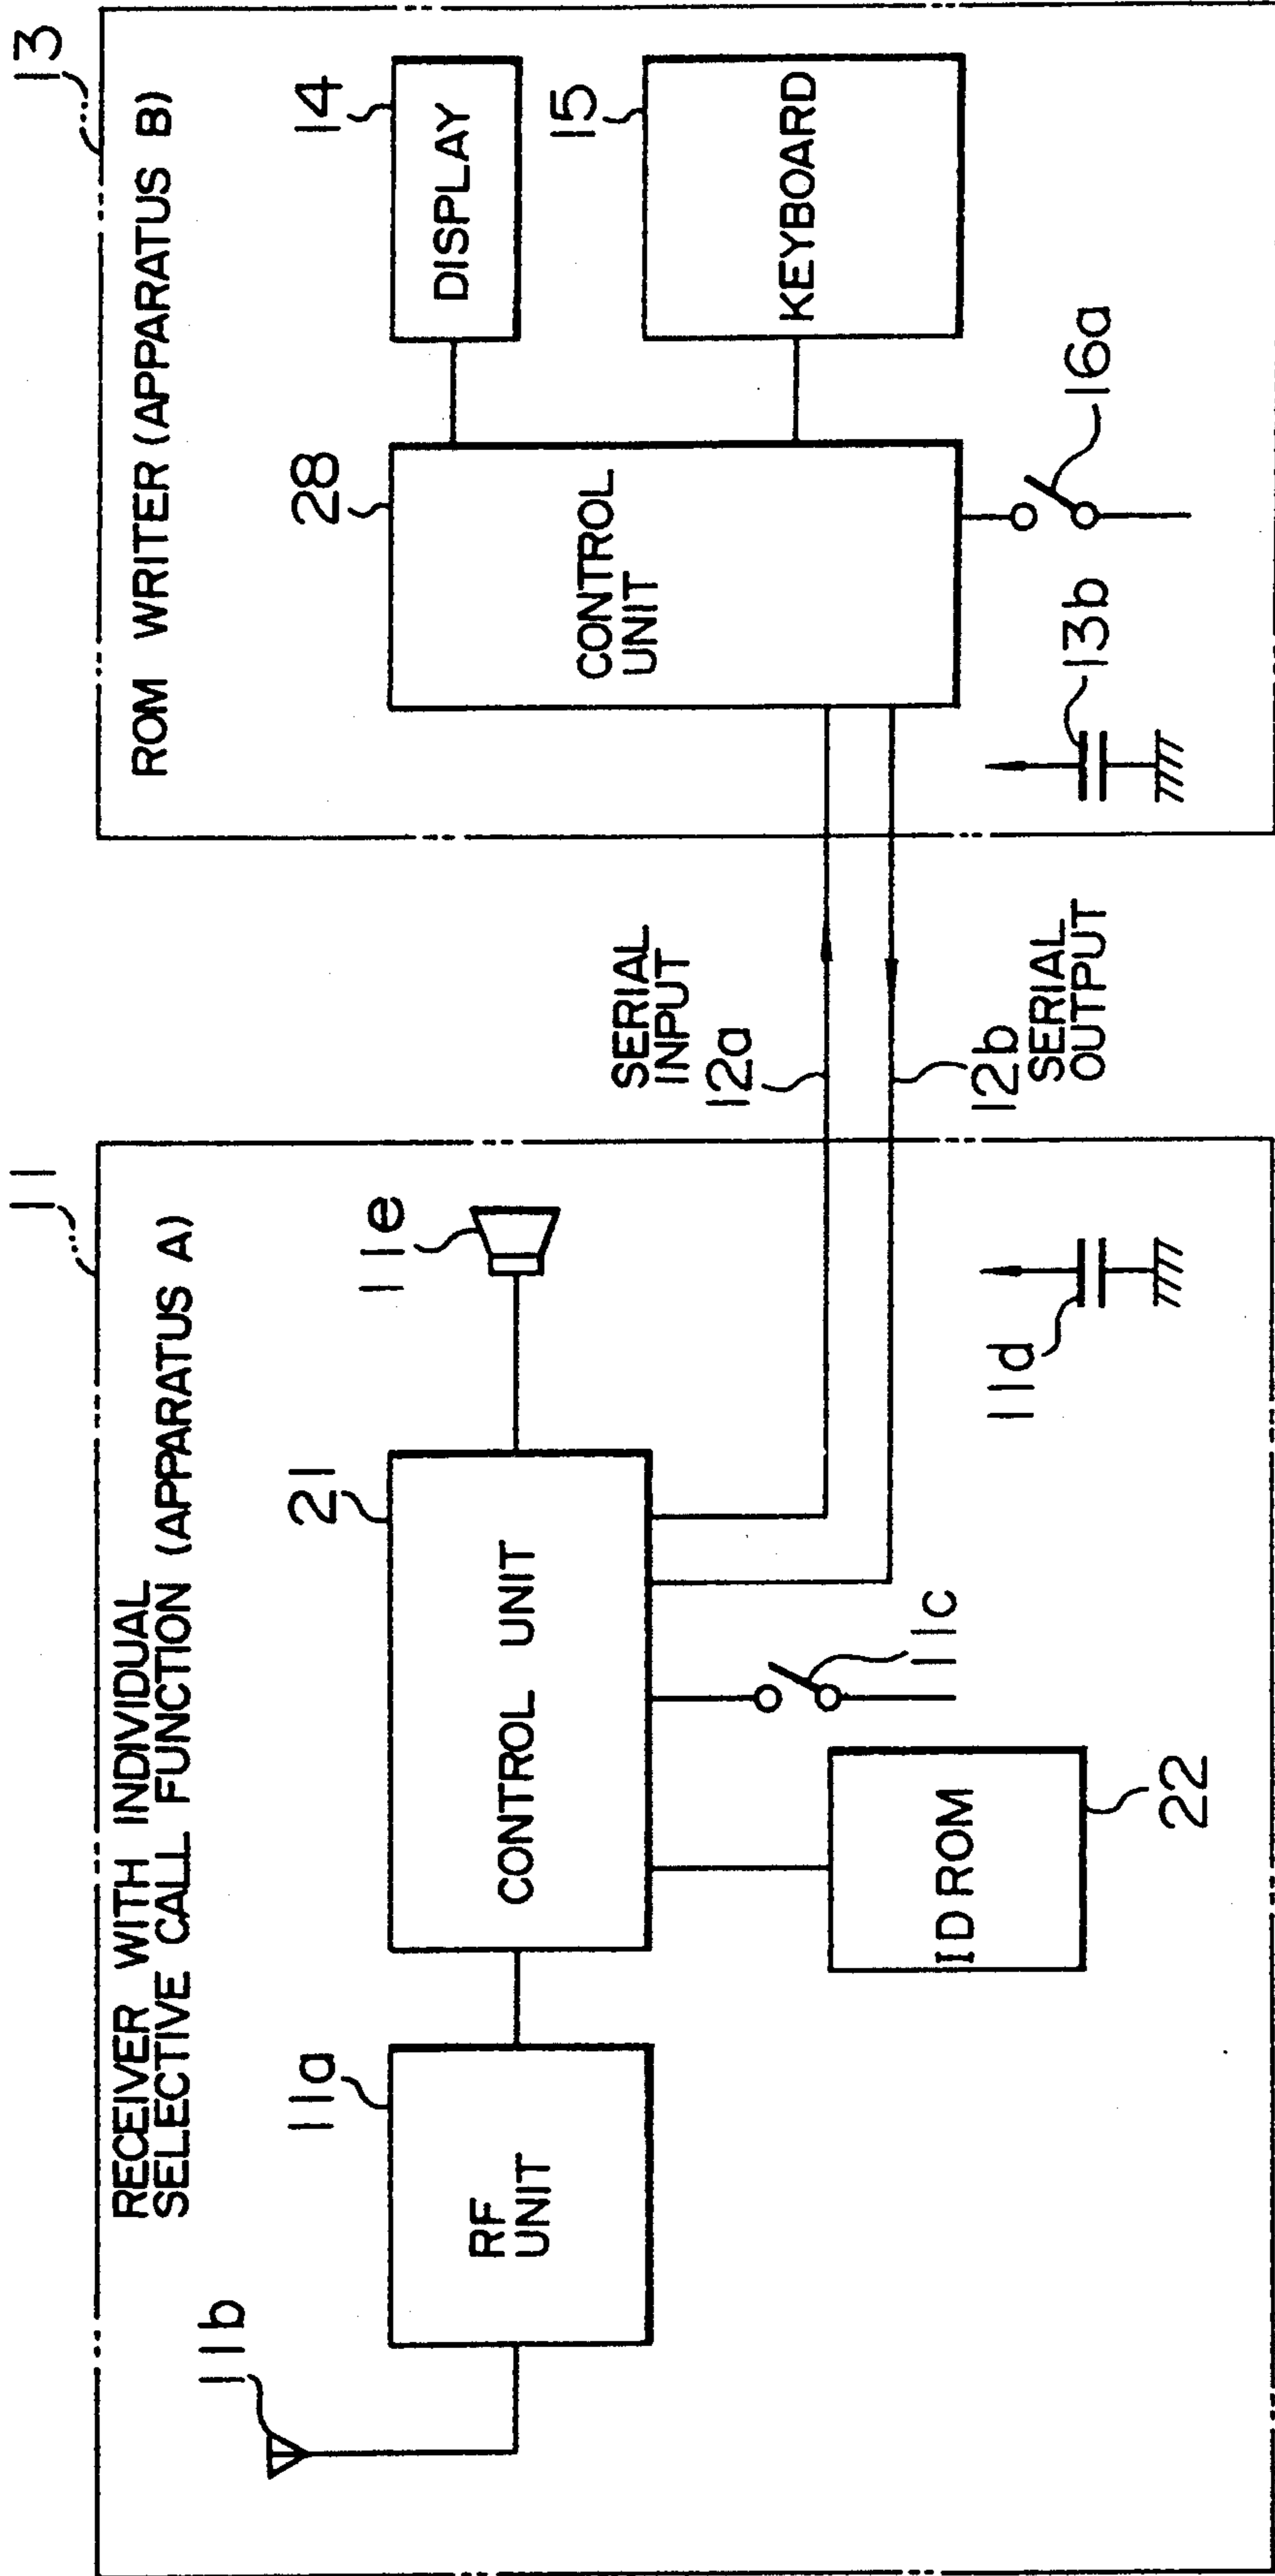 11
RECEIVER WITH INDIVIDUAL
SELECTIVE CALL FUNCTION (APPARATUS A)
11b
11a
RF
UNIT
21
CONTROL UNIT
11e
11c
ID ROM
22
11d
SERIAL
INPUT
12a
12b
SERIAL
OUTPUT
13
ROM WRITER (APPARATUS B)
28
CONTROL
UNIT
14
DISPLAY
15
KEYBOARD
16a
13b